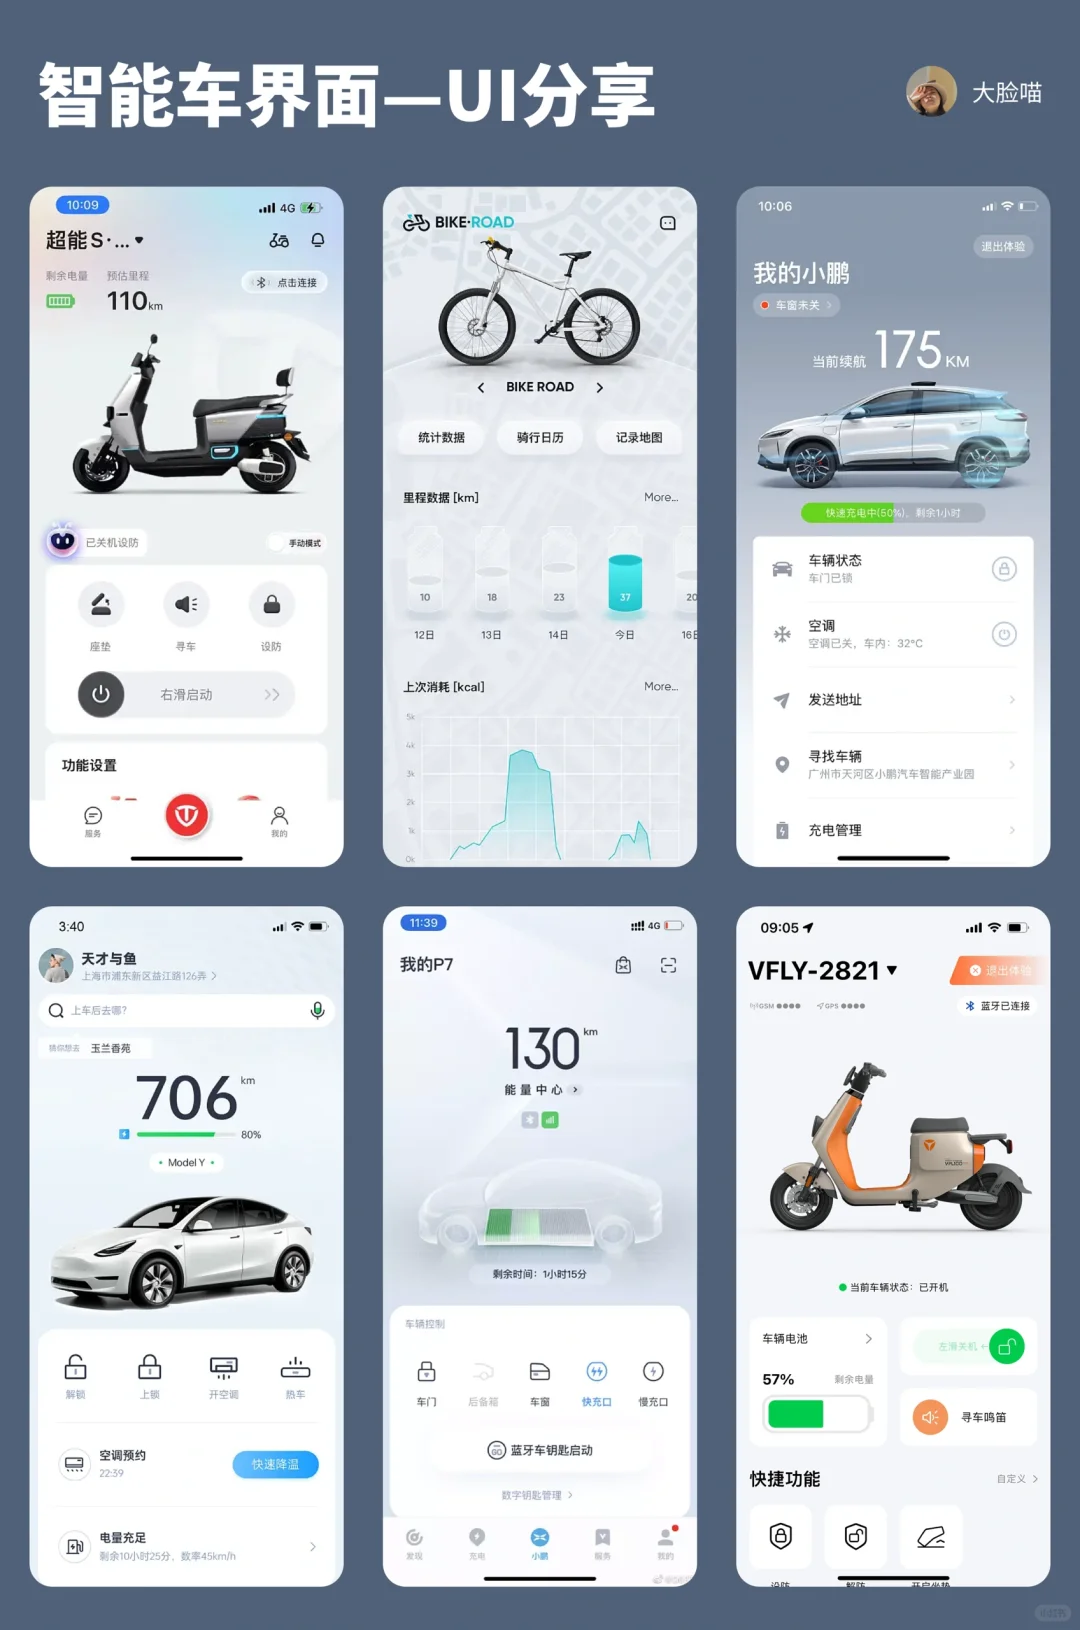 智能车界面—UI分享
大脸喵
10:09
4G
超能S·...
剩余电量
预估里程
110km
点击连接
已关机设防
手动模式
座垫
寻车
设防
右滑启动
功能设置
服务
我的
BIKE·ROAD
BIKE ROAD
统计数据
骑行日历
记录地图
里程数据 [km]
More...
10
18
23
37
20
12日
13日
14日
今日
16日
上次消耗 [kcal]
More...
5k
4k
3k
2k
1k
0k
10:06
退出体验
我的小鹏
车窗未关
当前续航 175 KM
快速充电中(50%)，剩余1小时
车辆状态
车门已锁
空调
空调已关，车内：32°C
发送地址
寻找车辆
广州市天河区小鹏汽车智能产业园
充电管理
3:40
天才与鱼
上海市浦东新区益江路126弄
上车后去哪?
猜你想去
玉兰香苑
706 km
80%
Model Y
解锁
上锁
开空调
热车
空调预约
22:39
快速降温
电量充足
剩余10小时25分，数率45km/h
11:39
4G
我的P7
130 km
能量中心
剩余时间：1小时15分
车辆控制
车门
后备箱
车窗
快充口
慢充口
GO
蓝牙车钥匙启动
数字钥匙管理
发现
充电
小鹏
服务
我的
09:05
VFLY-2821
退出体验
GSM
GPS
蓝牙已连接
当前车辆状态：已开机
车辆电池
57%
剩余电量
左滑关机
寻车鸣笛
快捷功能
自定义
设防
解防
开启坐垫